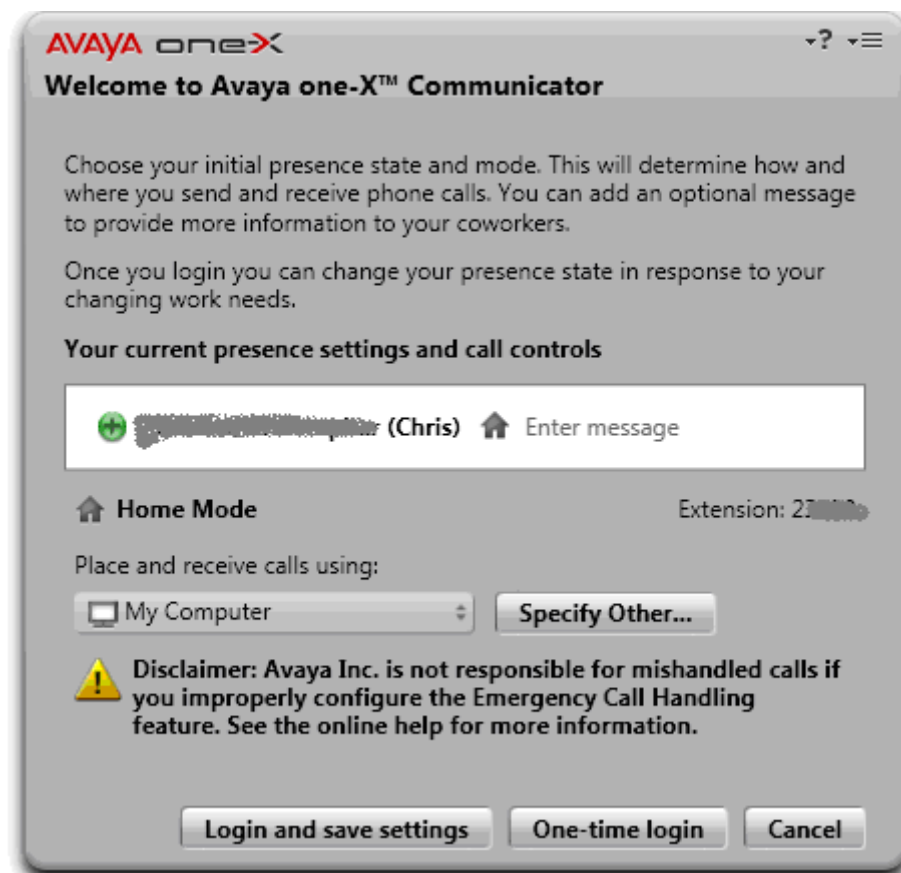 AVAYA one-X
?
Welcome to Avaya one-X™ Communicator
Choose your initial presence state and mode. This will determine how and
where you send and receive phone calls. You can add an optional message
to provide more information to your coworkers.
Once you login you can change your presence state in response to your
changing work needs.
Your current presence settings and call controls
(Chris) Enter message
Home Mode Extension:
Place and receive calls using:
My Computer Specify Other...
Disclaimer: Avaya Inc. is not responsible for mishandled calls if
you improperly configure the Emergency Call Handling
feature. See the online help for more information.
Login and save settings One-time login Cancel